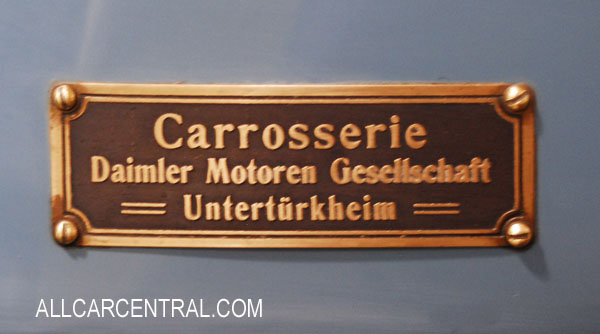 Carrosserie
Daimler Motoren Gesellschaft
Untertürkheim
ALLCARCENTRAL.COM